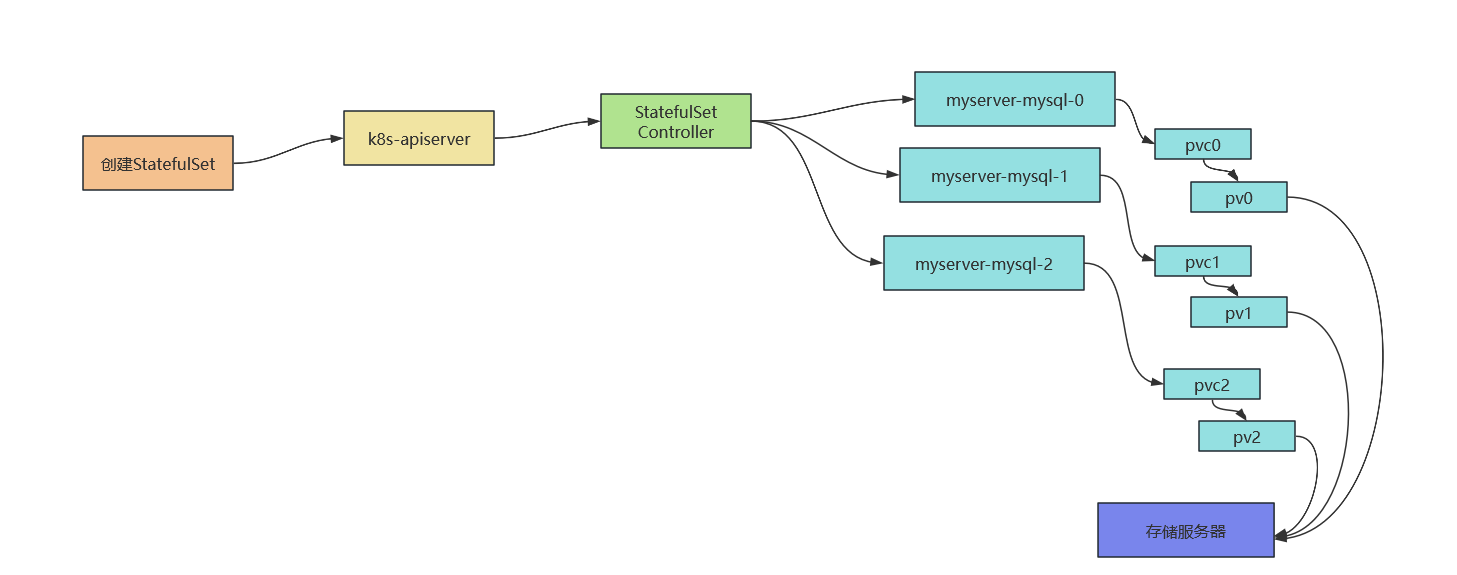 创建StatefulSet
k8s-apiserver
StatefulSet
Controller
myserver-mysql-0
myserver-mysql-1
myserver-mysql-2
pvc0
pv0
pvc1
pv1
pvc2
pv2
存储服务器